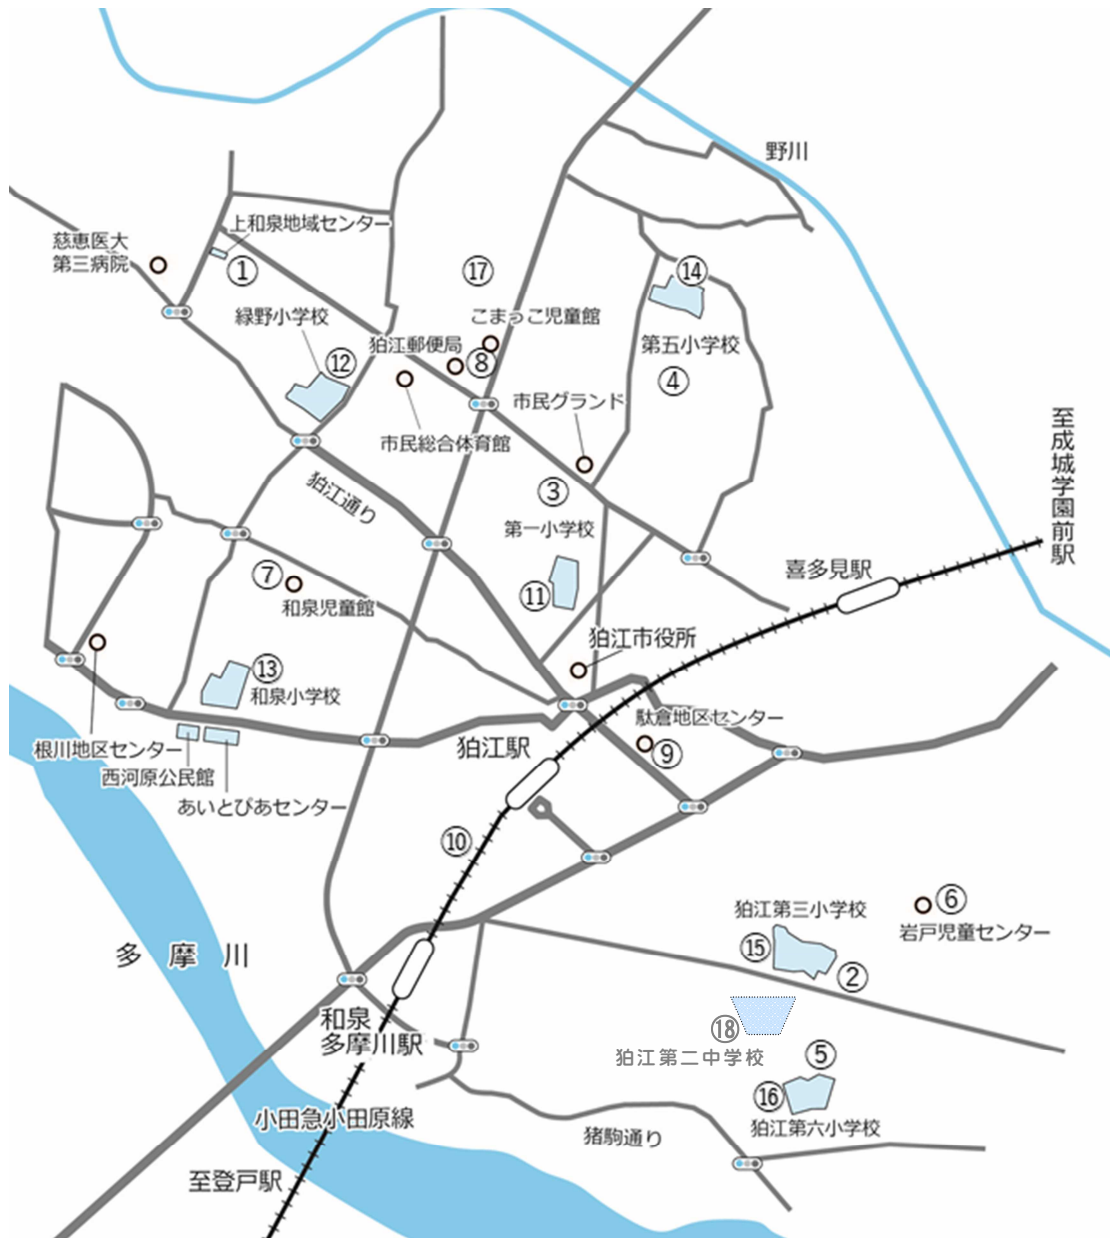 野川
上和泉地域センター
慈恵医大
第三病院
①
⑰
⑭
こまっこ児童館
緑野小学校
狛江郵便局
第五小学校
⑫
⑧
④
市民グランド
市民総合体育館
至成城学園前駅
狛江通り
③
第一小学校
喜多見駅
⑦
和泉児童館
⑪
狛江市役所
⑬
和泉小学校
駄倉地区センター
根川地区センター
狛江駅
⑨
西河原公民館
あいとぴあセンター
⑩
⑥
狛江第三小学校
岩戸児童センター
多摩川
⑮
②
和泉
多摩川駅
⑱
狛江第二中学校
⑤
⑯
小田急小田原線
狛江第六小学校
猪駒通り
至登戸駅